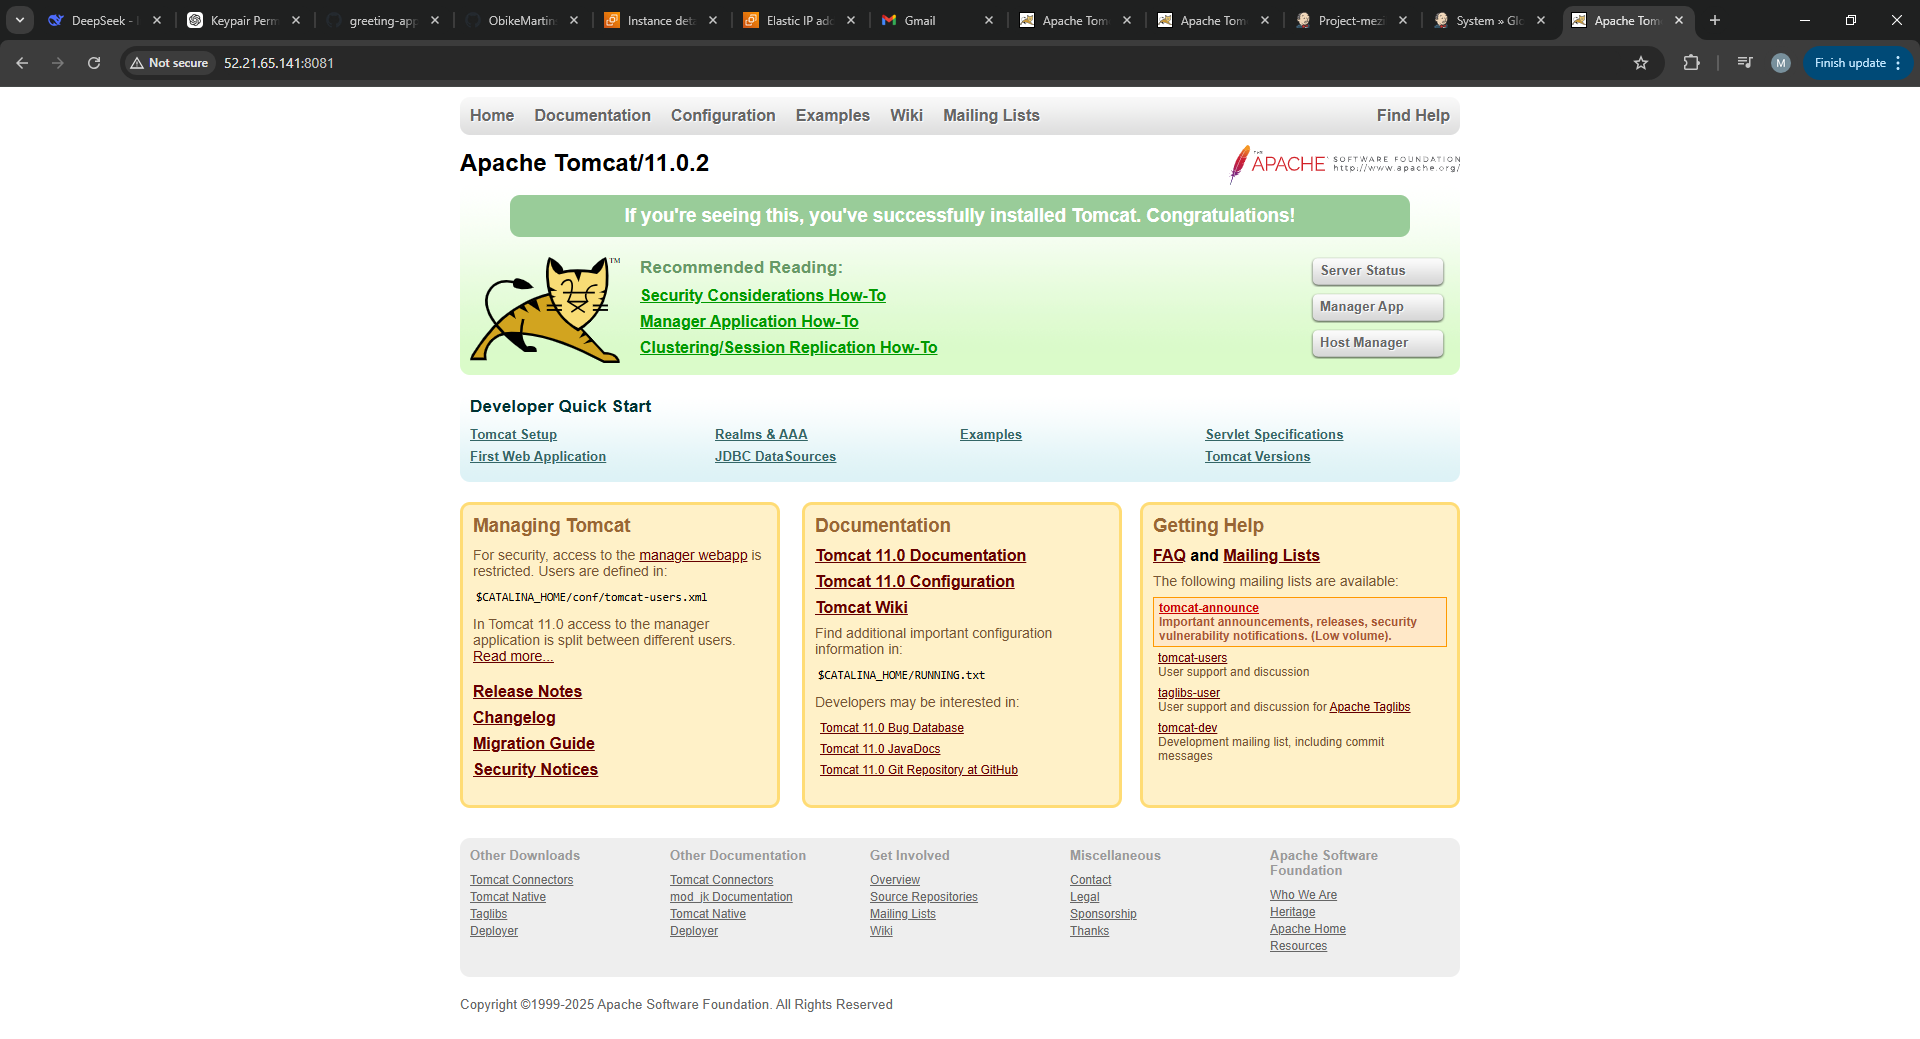 DeepSeek -
Keypair Perm
greeting-app
ObikeMartin
Instance deta
Elastic IP add
Gmail
Apache Tom
Apache Tom
Project-mezi
System » Glo
Apache Tom
Not secure
52.21.65.141:8081
M
Finish update
Home Documentation Configuration Examples Wiki Mailing Lists Find Help
Apache Tomcat/11.0.2
THE APACHE SOFTWARE FOUNDATION
http://www.apache.org/
If you're seeing this, you've successfully installed Tomcat. Congratulations!
TM
Recommended Reading:
Security Considerations How-To
Manager Application How-To
Clustering/Session Replication How-To
Server Status
Manager App
Host Manager
Developer Quick Start
Tomcat Setup
First Web Application
Realms & AAA
JDBC DataSources
Examples
Servlet Specifications
Tomcat Versions
Managing Tomcat
For security, access to the manager webapp is
restricted. Users are defined in:
$CATALINA_HOME/conf/tomcat-users.xml
In Tomcat 11.0 access to the manager
application is split between different users.
Read more...
Release Notes
Changelog
Migration Guide
Security Notices
Documentation
Tomcat 11.0 Documentation
Tomcat 11.0 Configuration
Tomcat Wiki
Find additional important configuration
information in:
$CATALINA_HOME/RUNNING.txt
Developers may be interested in:
Tomcat 11.0 Bug Database
Tomcat 11.0 JavaDocs
Tomcat 11.0 Git Repository at GitHub
Getting Help
FAQ and Mailing Lists
The following mailing lists are available:
tomcat-announce
Important announcements, releases, security
vulnerability notifications. (Low volume).
tomcat-users
User support and discussion
taglibs-user
User support and discussion for Apache Taglibs
tomcat-dev
Development mailing list, including commit
messages
Other Downloads
Tomcat Connectors
Tomcat Native
Taglibs
Deployer
Other Documentation
Tomcat Connectors
mod_jk Documentation
Tomcat Native
Deployer
Get Involved
Overview
Source Repositories
Mailing Lists
Wiki
Miscellaneous
Contact
Legal
Sponsorship
Thanks
Apache Software
Foundation
Who We Are
Heritage
Apache Home
Resources
Copyright ©1999-2025 Apache Software Foundation. All Rights Reserved